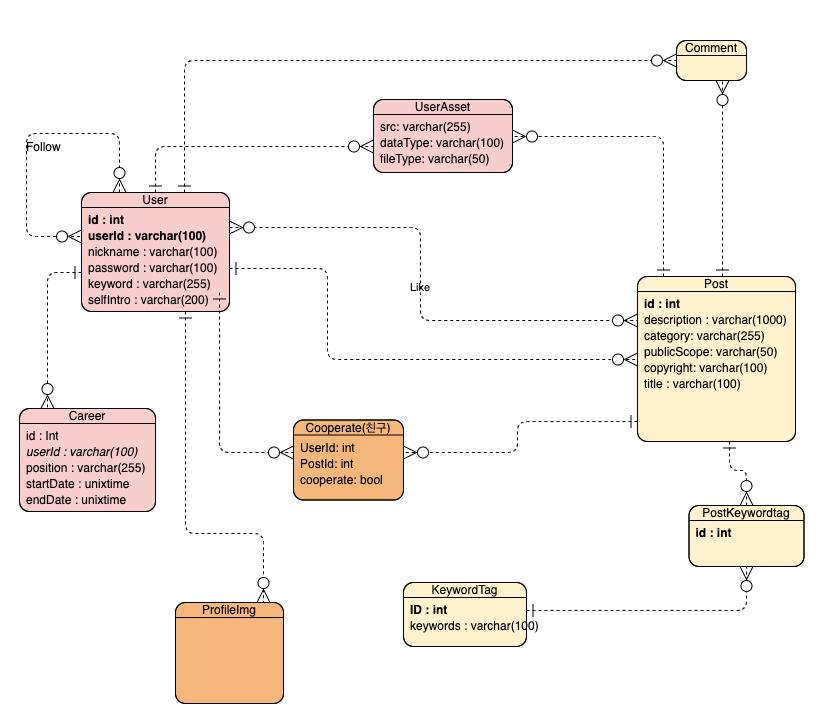 Comment
UserAsset
src: varchar(255)
dataType: varchar(100)
fileType: varchar(50)
Follow
User
id : int
userId : varchar(100)
nickname : varchar(100)
password : varchar(100)
keyword : varchar(255)
selfIntro : varchar(200)
Like
Post
id : int
description : varchar(1000)
category: varchar(255)
publicScope: varchar(50)
copyright: varchar(100)
title : varchar(100)
Career
id : Int
userId : varchar(100)
position : varchar(255)
startDate : unixtime
endDate : unixtime
Cooperate(친구)
UserId: int
PostId: int
cooperate: bool
PostKeywordtag
id : int
KeywordTag
ID : int
keywords : varchar(100)
ProfileImg